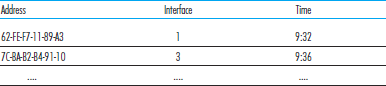 Address Interface Time
62-FE-F7-11-89-A3 1 9:32
7C-BA-B2-B4-91-10 3 9:36
.... .... ....